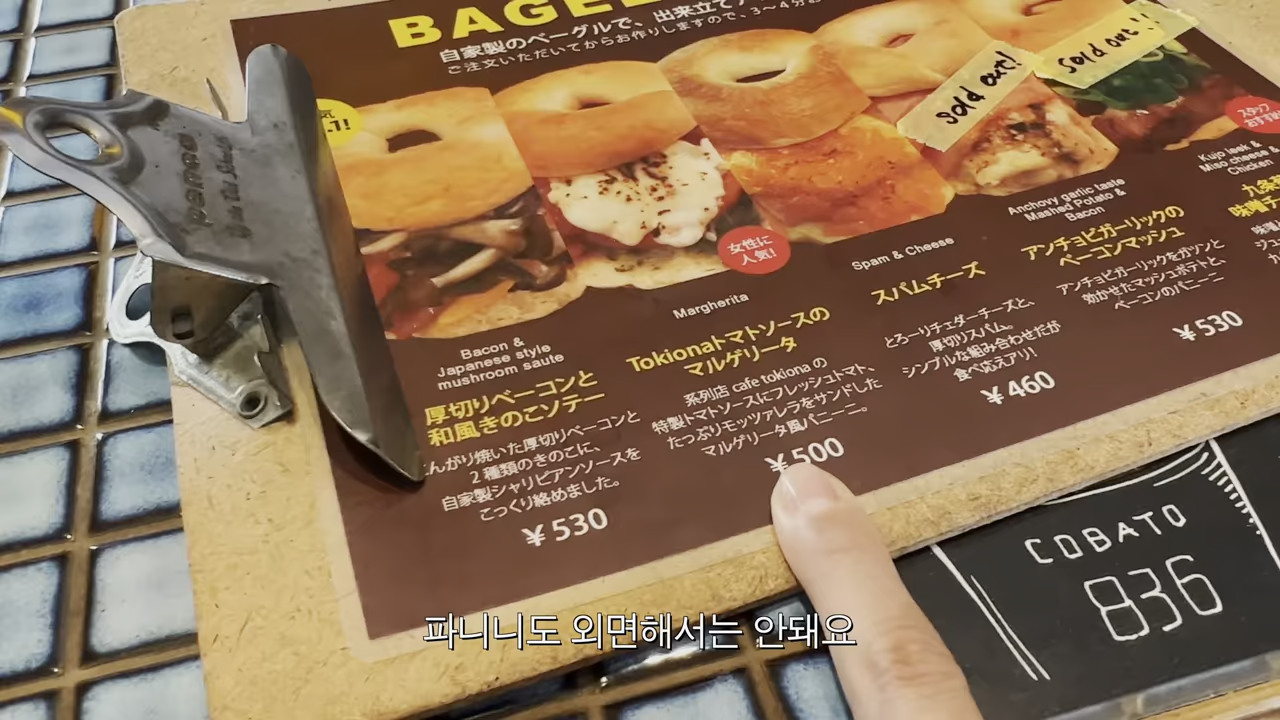 BAGEL
自家製のベーグルで、出来立て
ご注文いただいてからお作りしますので、3〜4分
sold out!
Sold out!!
女性に
人気!
スタッフ
おすすめ
Bacon &
Japanese style
mushroom saute
厚切りベーコンと
和風きのこソテー
こんがり焼いた厚切りベーコンと
2種類のきのこに、
自家製シャリピアンソースを
こっくり絡めました。
¥530
Margherita
Tokionaトマトソースの
マルゲリータ
系列店 cafe tokiona の
特製トマトソースにフレッシュトマト、
たっぷりモッツァレラをサンドした
マルゲリータ風パニーニ。
¥500
Spam & Cheese
スパムチーズ
とろーりチェダーチーズと、
厚切りスパム。
シンプルな組み合わせだが
食べ応えアリ!
¥460
Anchovy garlic taste
Mashed Potato &
Bacon
アンチョビガーリックの
ベーコンマッシュ
アンチョビガーリックをガツンと
効かせたマッシュポテトと、
ベーコンのパニーニ
¥530
Kujo leek &
Miso cheese &
Chicken
九条
味噌チ
COBATO
836
파니니도 외면해서는 안돼요